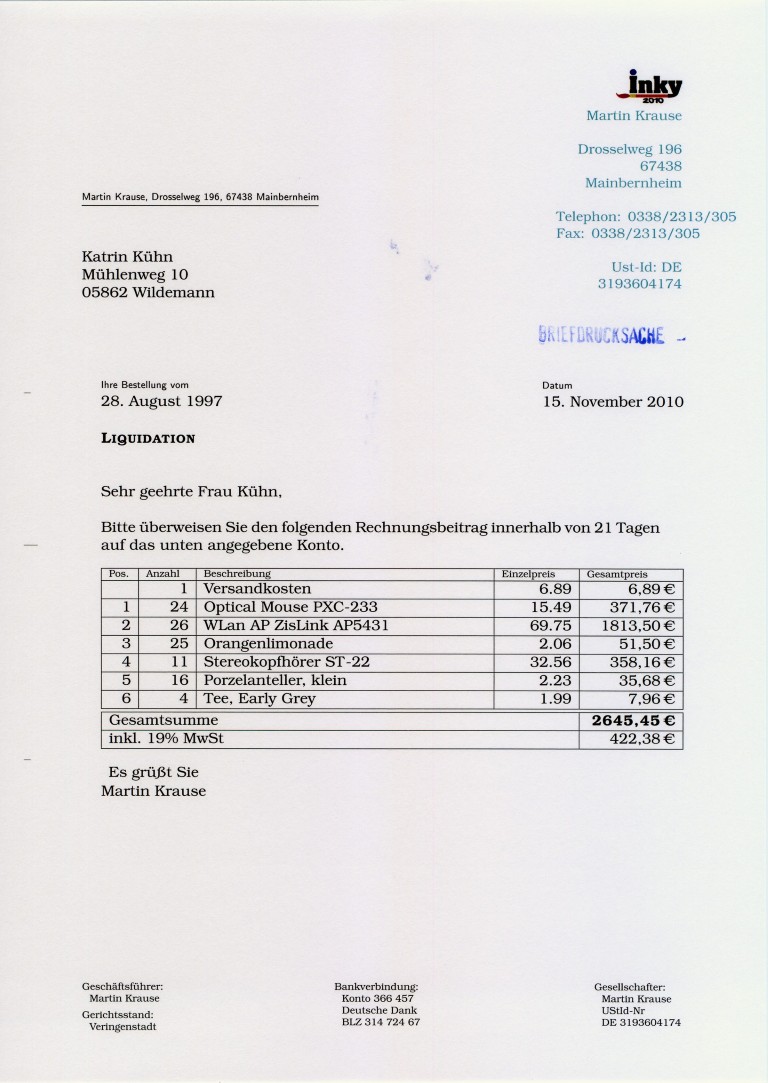 inky
2010
Martin Krause
Drosselweg 196
67438
Mainbernheim
Martin Krause, Drosselweg 196, 67438 Mainbernheim
Telephon: 0338/2313/305
Fax: 0338/2313/305
Katrin Kühn
Mühlenweg 10
05862 Wildemann
Ust-Id: DE
3193604174
BRIEFDRUCKSACHE
Ihre Bestellung vom Datum
28. August 1997 15. November 2010
LIQUIDATION
Sehr geehrte Frau Kühn,
Bitte überweisen Sie den folgenden Rechnungsbeitrag innerhalb von 21 Tagen
auf das unten angegebene Konto.
Pos. Anzahl Beschreibung Einzelpreis Gesamtpreis
1 Versandkosten 6.89 6,89 €
1 24 Optical Mouse PXC-233 15.49 371,76 €
2 26 WLan AP ZisLink AP5431 69.75 1813,50 €
3 25 Orangenlimonade 2.06 51,50 €
4 11 Stereokopfhörer ST-22 32.56 358,16 €
5 16 Porzelanteller, klein 2.23 35,68 €
6 4 Tee, Early Grey 1.99 7,96 €
Gesamtsumme 2645,45 €
inkl. 19% MwSt 422,38 €
Es grüßt Sie
Martin Krause
Geschäftsführer:
Martin Krause
Gerichtsstand:
Veringenstadt
Bankverbindung:
Konto 366 457
Deutsche Dank
BLZ 314 724 67
Gesellschafter:
Martin Krause
UStId-Nr
DE 3193604174